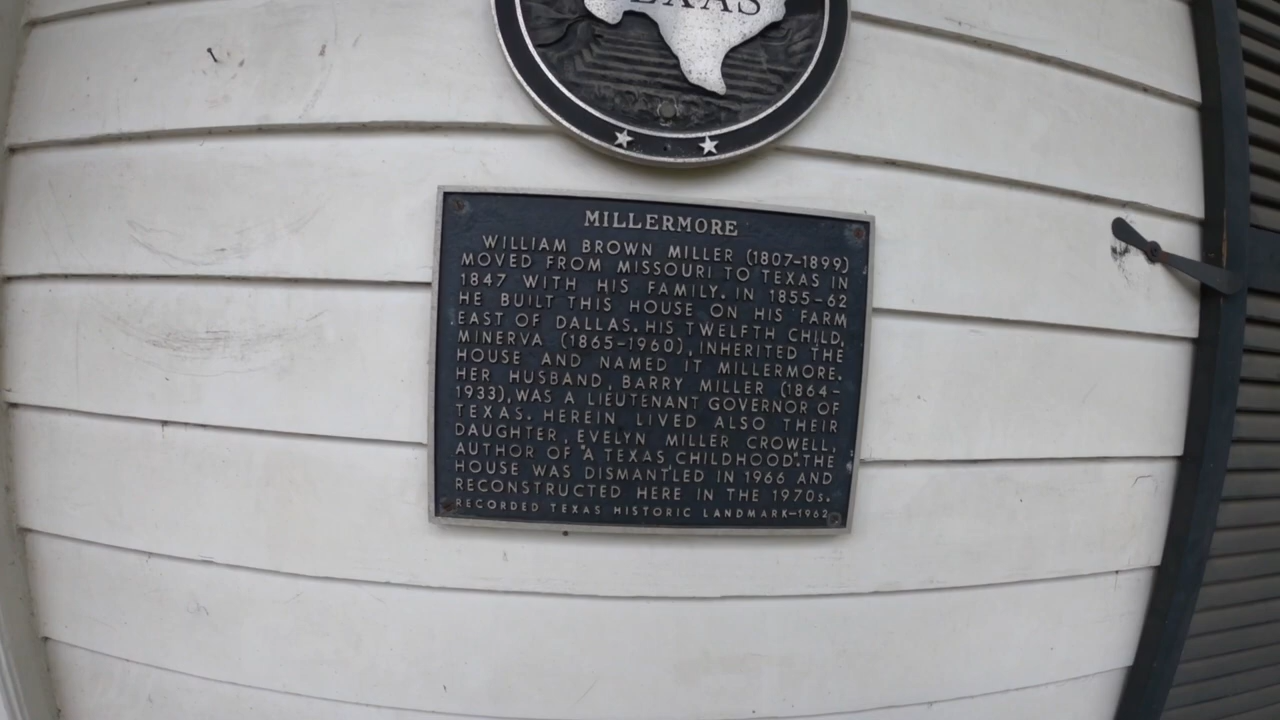 TEXAS
MILLERMORE
WILLIAM BROWN MILLER (1807-1899)
MOVED FROM MISSOURI TO TEXAS IN
1847 WITH HIS FAMILY. IN 1855-62
HE BUILT THIS HOUSE ON HIS FARM
EAST OF DALLAS. HIS TWELFTH CHILD,
MINERVA (1865-1960), INHERITED THE
HOUSE AND NAMED IT MILLERMORE.
HER HUSBAND, BARRY MILLER (1864-
1933), WAS A LIEUTENANT GOVERNOR OF
TEXAS. HEREIN LIVED ALSO THEIR
DAUGHTER, EVELYN MILLER CROWELL,
AUTHOR OF "A TEXAS CHILDHOOD". THE
HOUSE WAS DISMANTLED IN 1966 AND
RECONSTRUCTED HERE IN THE 1970s.
RECORDED TEXAS HISTORIC LANDMARK-1962